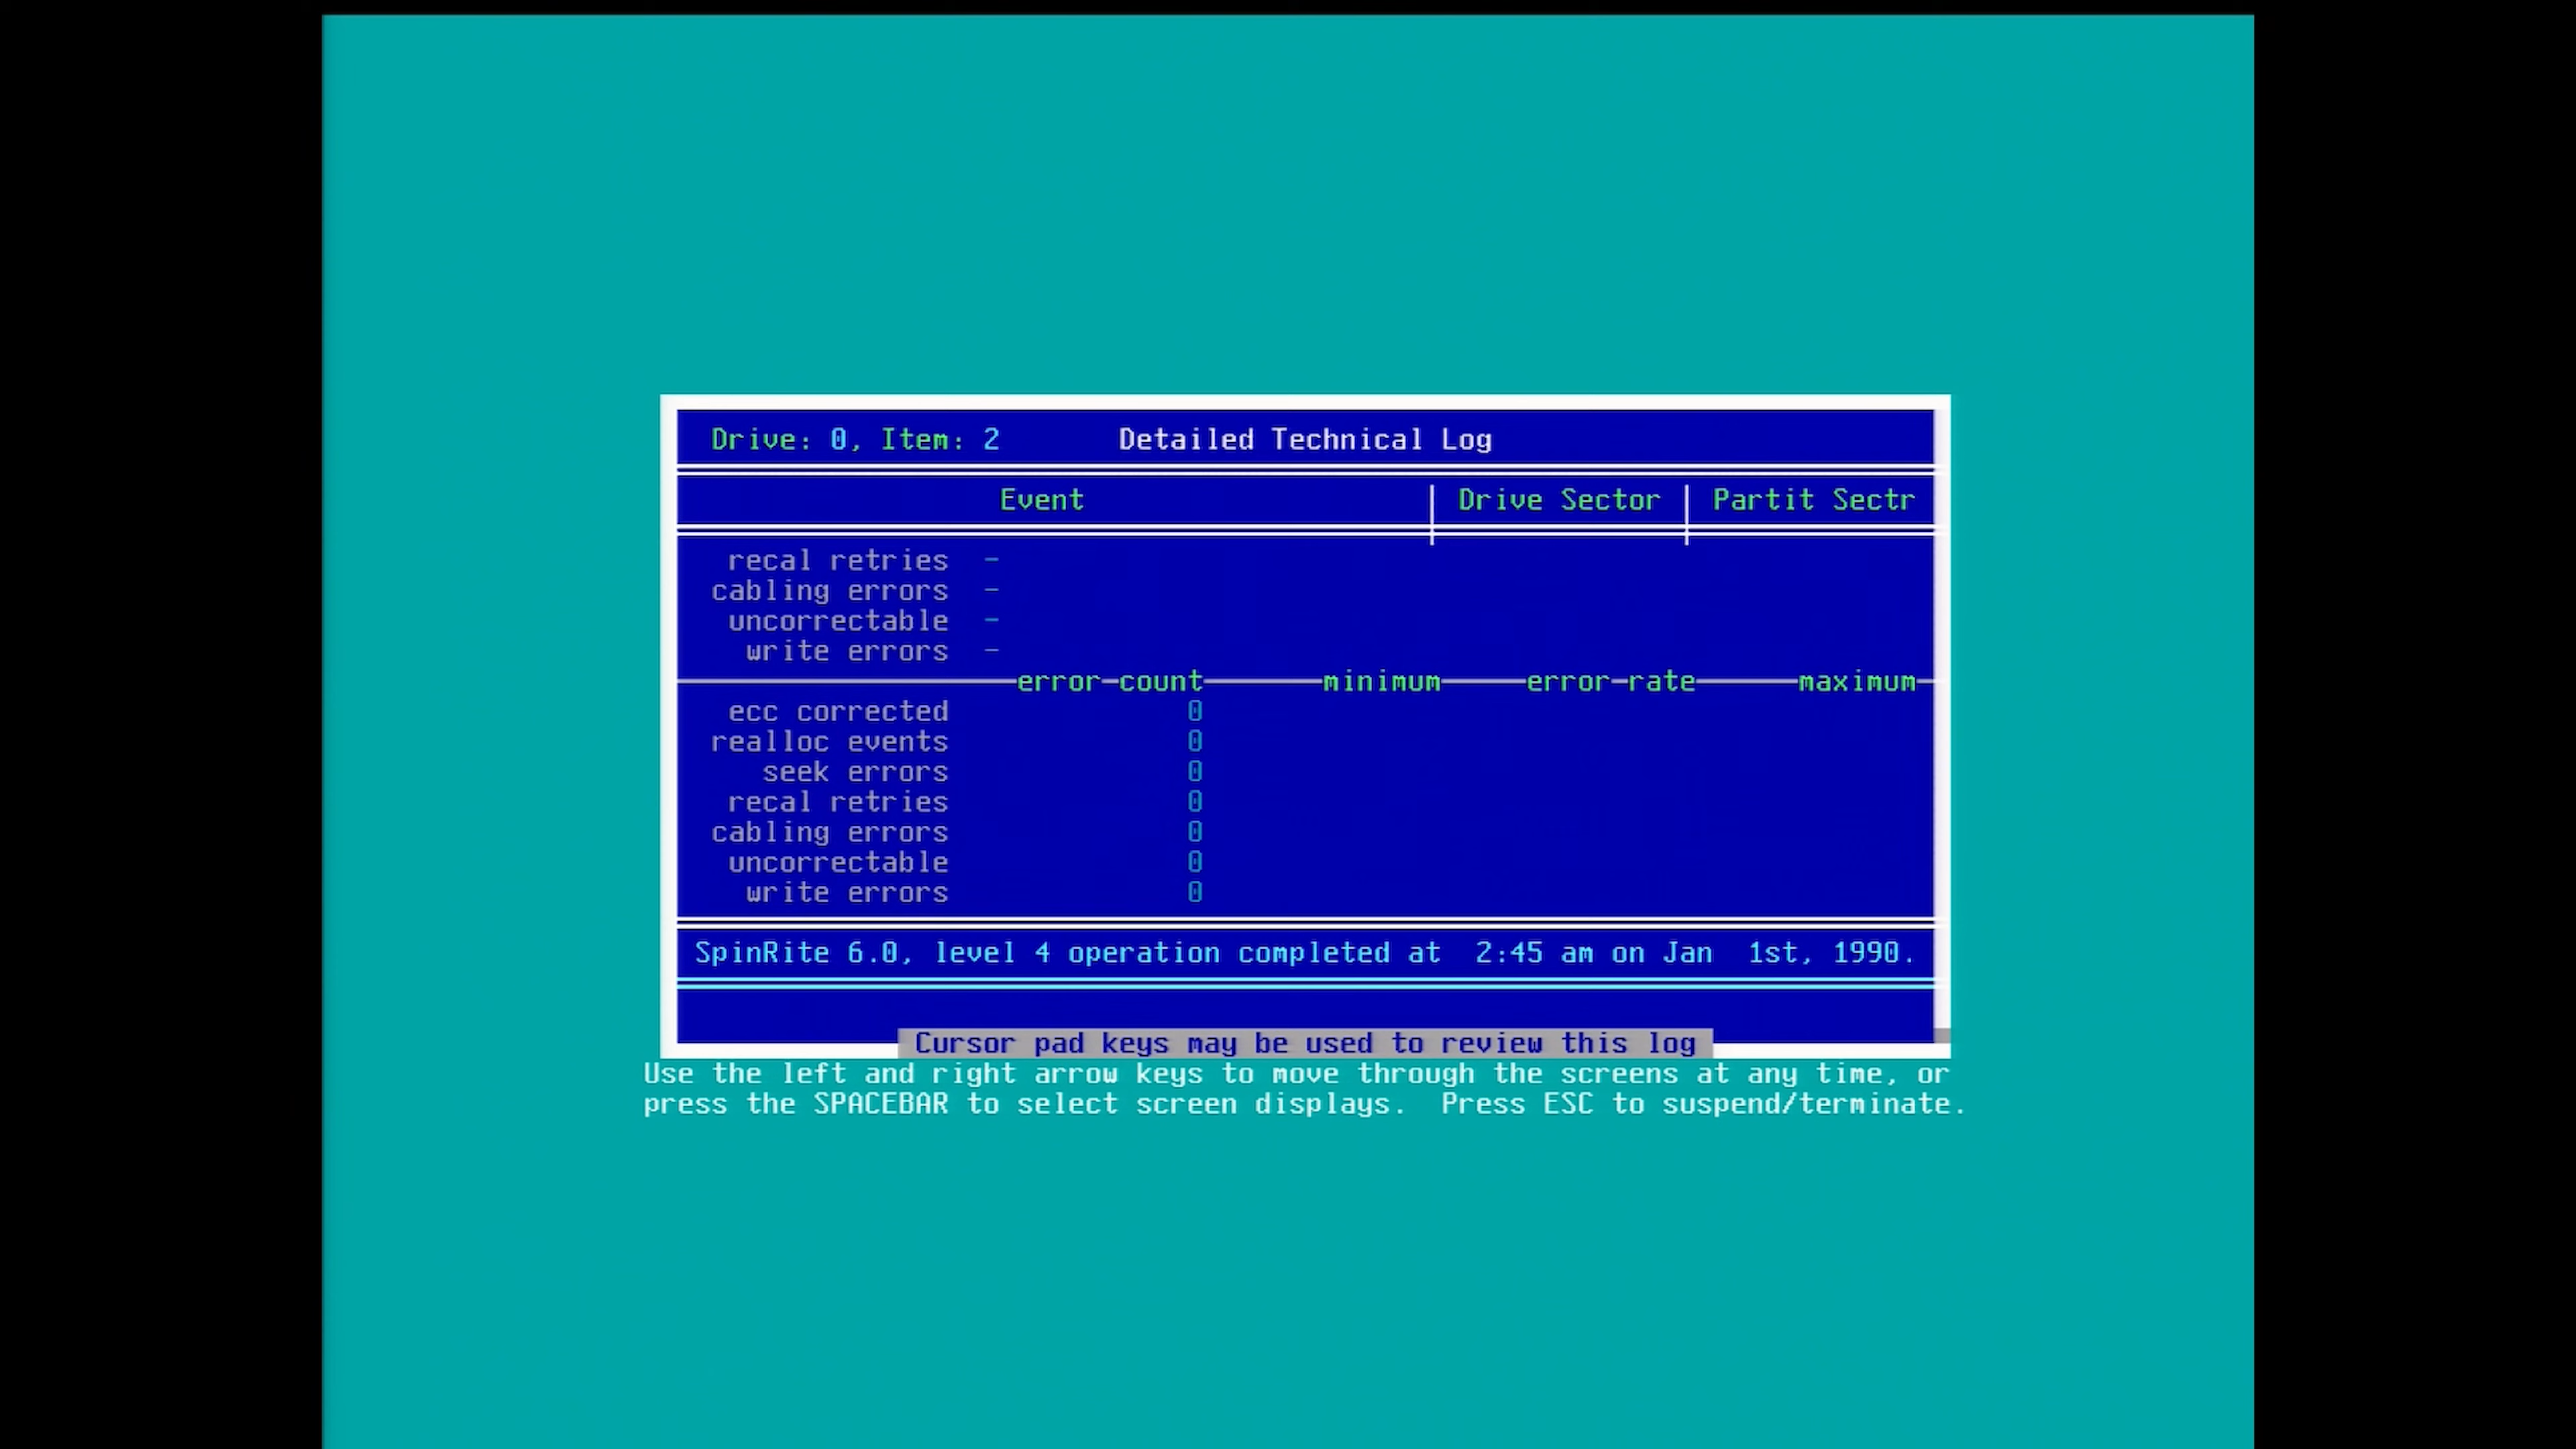 Drive: 0, Item: 2 Detailed Technical Log
Event Drive Sector Partit Sectr
recal retries -
cabling errors -
uncorrectable -
write errors -
error-count minimum error-rate maximum
ecc corrected 0
realloc events 0
seek errors 0
recal retries 0
cabling errors 0
uncorrectable 0
write errors 0
SpinRite 6.0, level 4 operation completed at 2:45 am on Jan 1st, 1990.
Cursor pad keys may be used to review this log
Use the left and right arrow keys to move through the screens at any time, or
press the SPACEBAR to select screen displays. Press ESC to suspend/terminate.